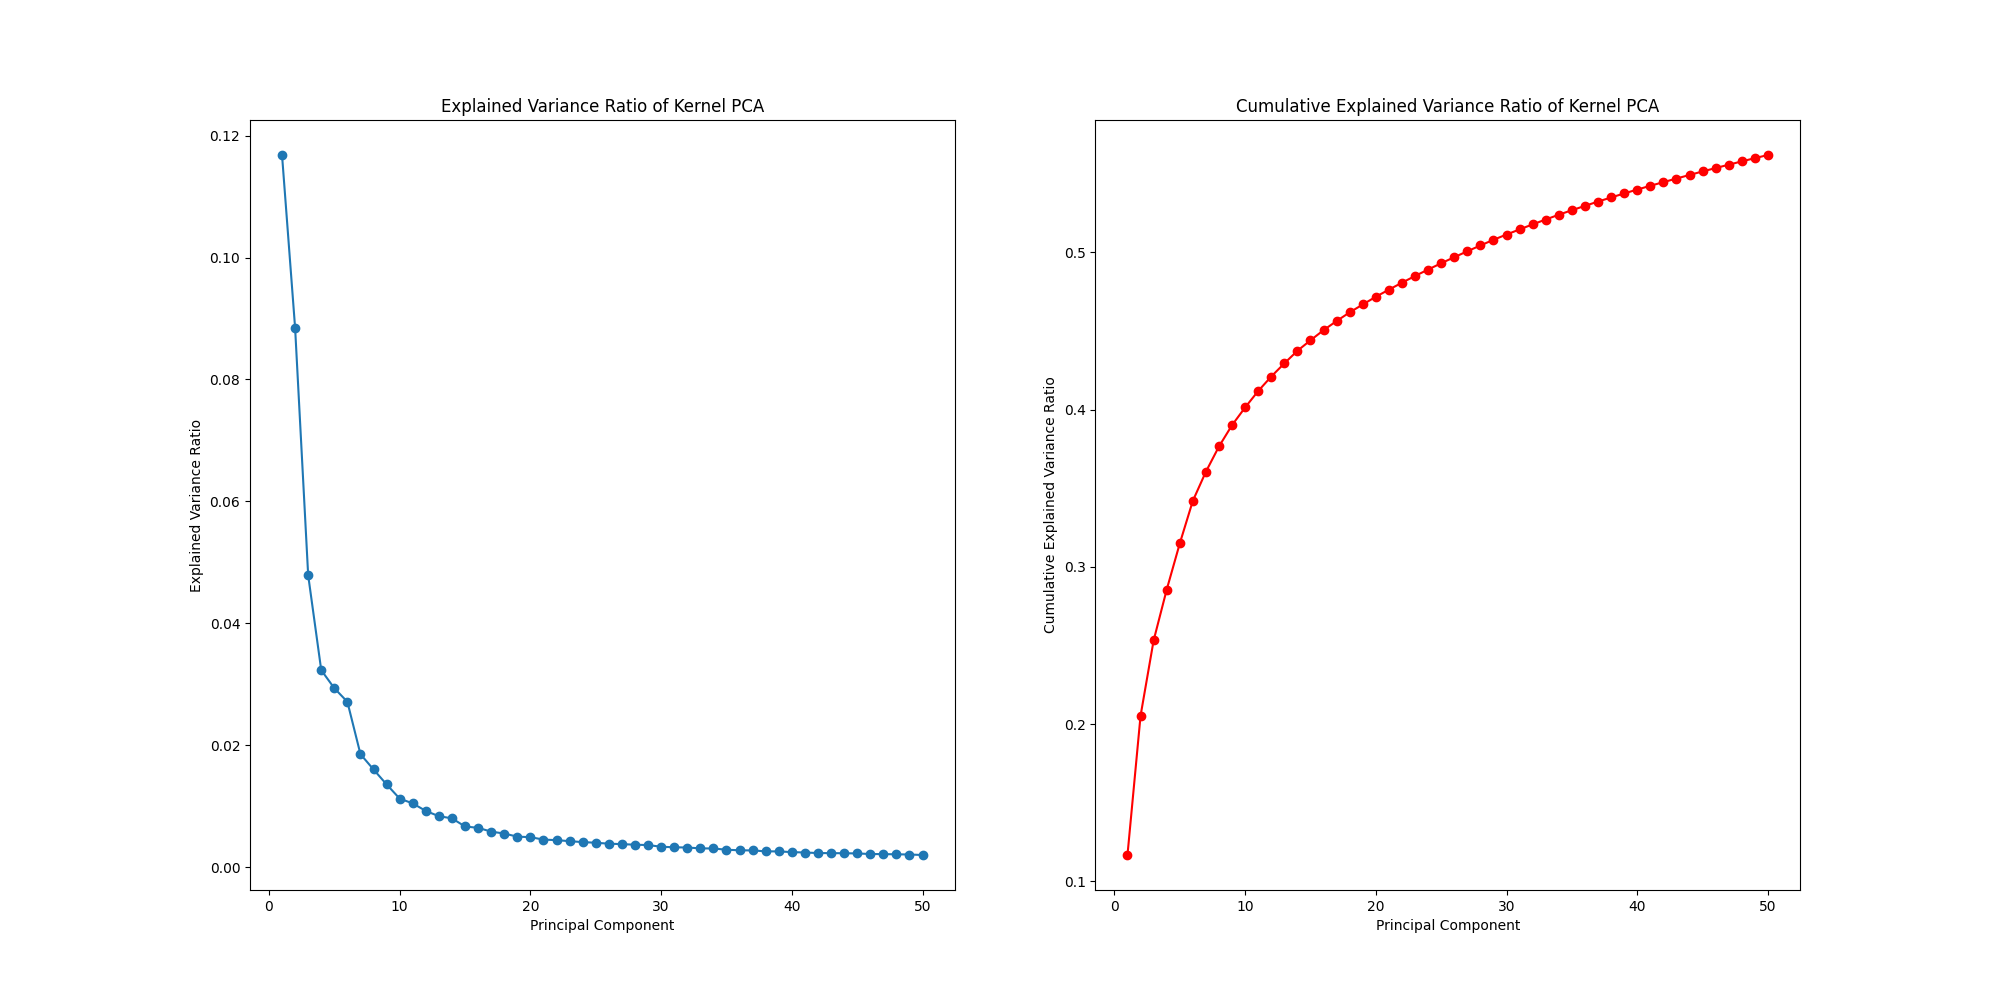 Explained Variance Ratio of Kernel PCA
0.12
0.10
0.08
0.06
0.04
0.02
0.00
Explained Variance Ratio
0 10 20 30 40 50
Principal Component
Cumulative Explained Variance Ratio of Kernel PCA
0.5
0.4
0.3
0.2
0.1
Cumulative Explained Variance Ratio
0 10 20 30 40 50
Principal Component